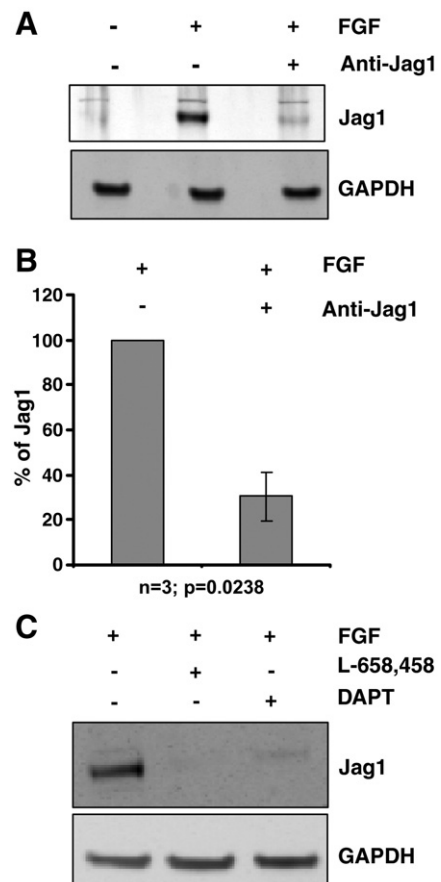 A - + + FGF
- - + Anti-Jag1
Jag1
GAPDH
B + + FGF
- + Anti-Jag1
120
100
80
60
40
20
0
% of Jag1
n=3; p=0.0238
C + + + FGF
- + - L-658,458
- - + DAPT
Jag1
GAPDH